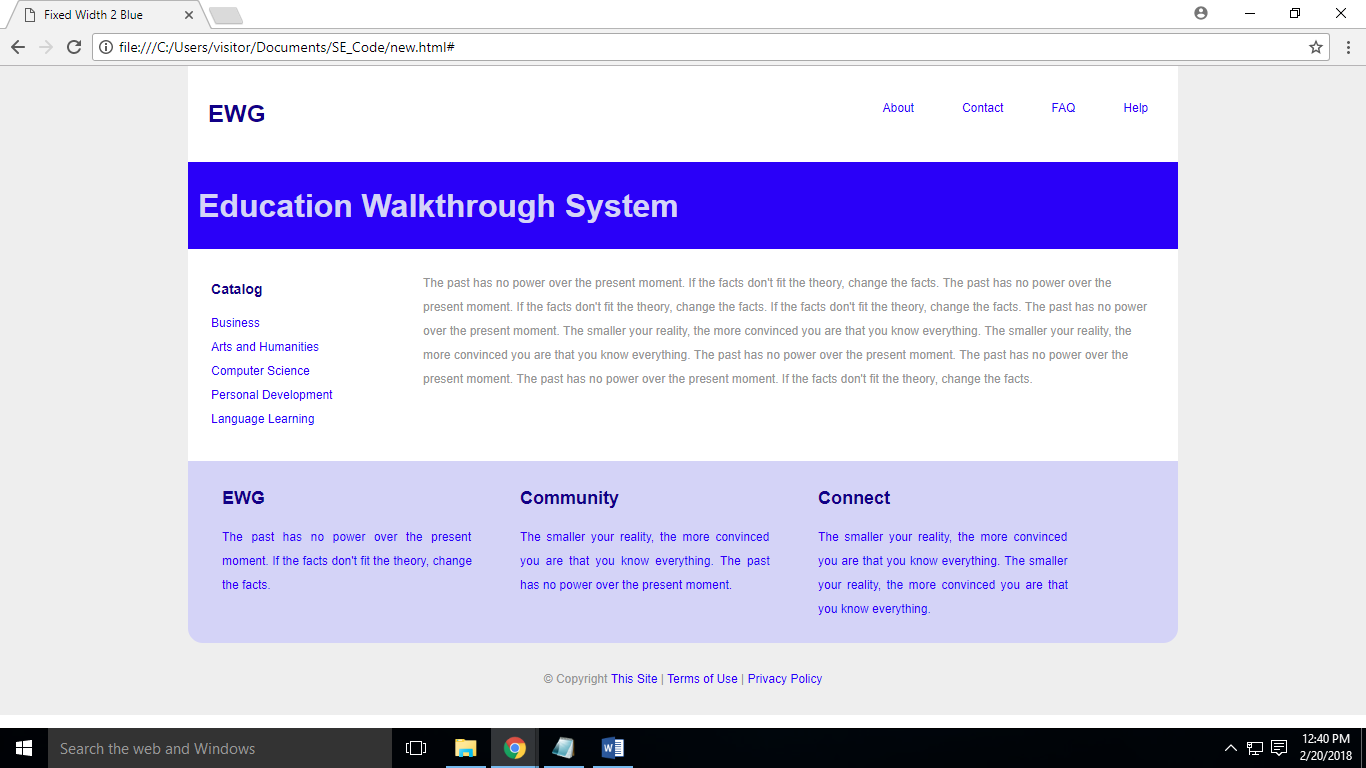 Fixed Width 2 Blue
file:///C:/Users/visitor/Documents/SE_Code/new.html#
EWG
About Contact FAQ Help
Education Walkthrough System
Catalog
Business
Arts and Humanities
Computer Science
Personal Development
Language Learning
The past has no power over the present moment. If the facts don't fit the theory, change the facts. The past has no power over the
present moment. If the facts don't fit the theory, change the facts. If the facts don't fit the theory, change the facts. The past has no power
over the present moment. The smaller your reality, the more convinced you are that you know everything. The smaller your reality, the
more convinced you are that you know everything. The past has no power over the present moment. The past has no power over the
present moment. The past has no power over the present moment. If the facts don't fit the theory, change the facts.
EWG
The past has no power over the present
moment. If the facts don't fit the theory, change
the facts.
Community
The smaller your reality, the more convinced
you are that you know everything. The past
has no power over the present moment.
Connect
The smaller your reality, the more convinced
you are that you know everything. The smaller
your reality, the more convinced you are that
you know everything.
© Copyright This Site | Terms of Use | Privacy Policy
Search the web and Windows
12:40 PM
2/20/2018